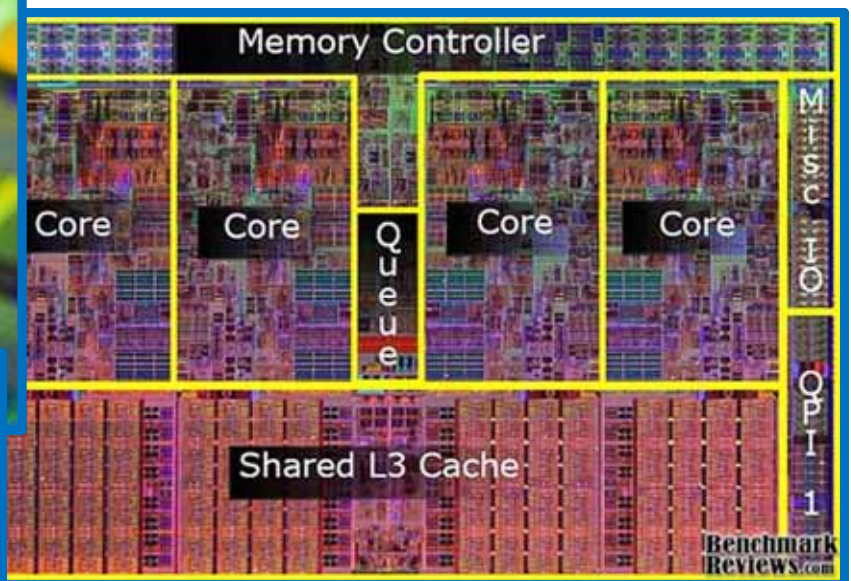 Memory Controller
Core
Core
Queue
Core
Core
Misc IO
QPI 1
Shared L3 Cache
Benchmark
Reviews.com